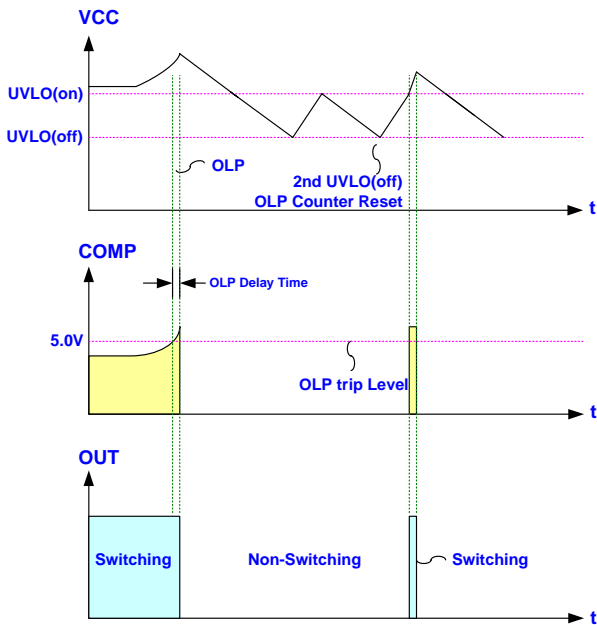 VCC
UVLO(on)
UVLO(off)
OLP
2nd UVLO(off)
OLP Counter Reset
t
COMP
OLP Delay Time
5.0V
OLP trip Level
t
OUT
Switching
Non-Switching
Switching
t